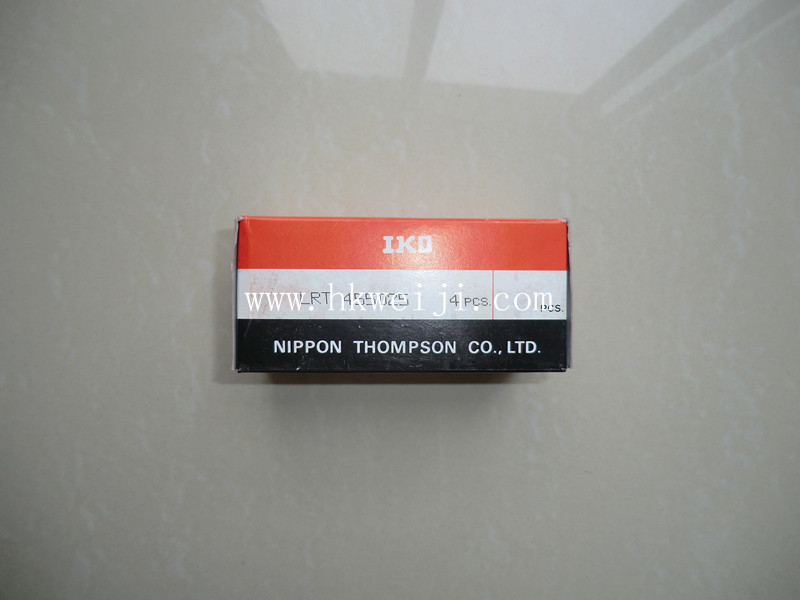 IKO
LRT 455025 4 PCS. PCS.
www.hkweiji.com
NIPPON THOMPSON CO., LTD.